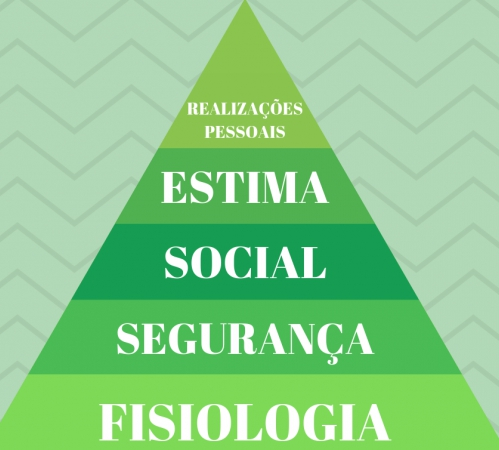 REALIZAÇÕES
PESSOAIS
ESTIMA
SOCIAL
SEGURANÇA
FISIOLOGIA